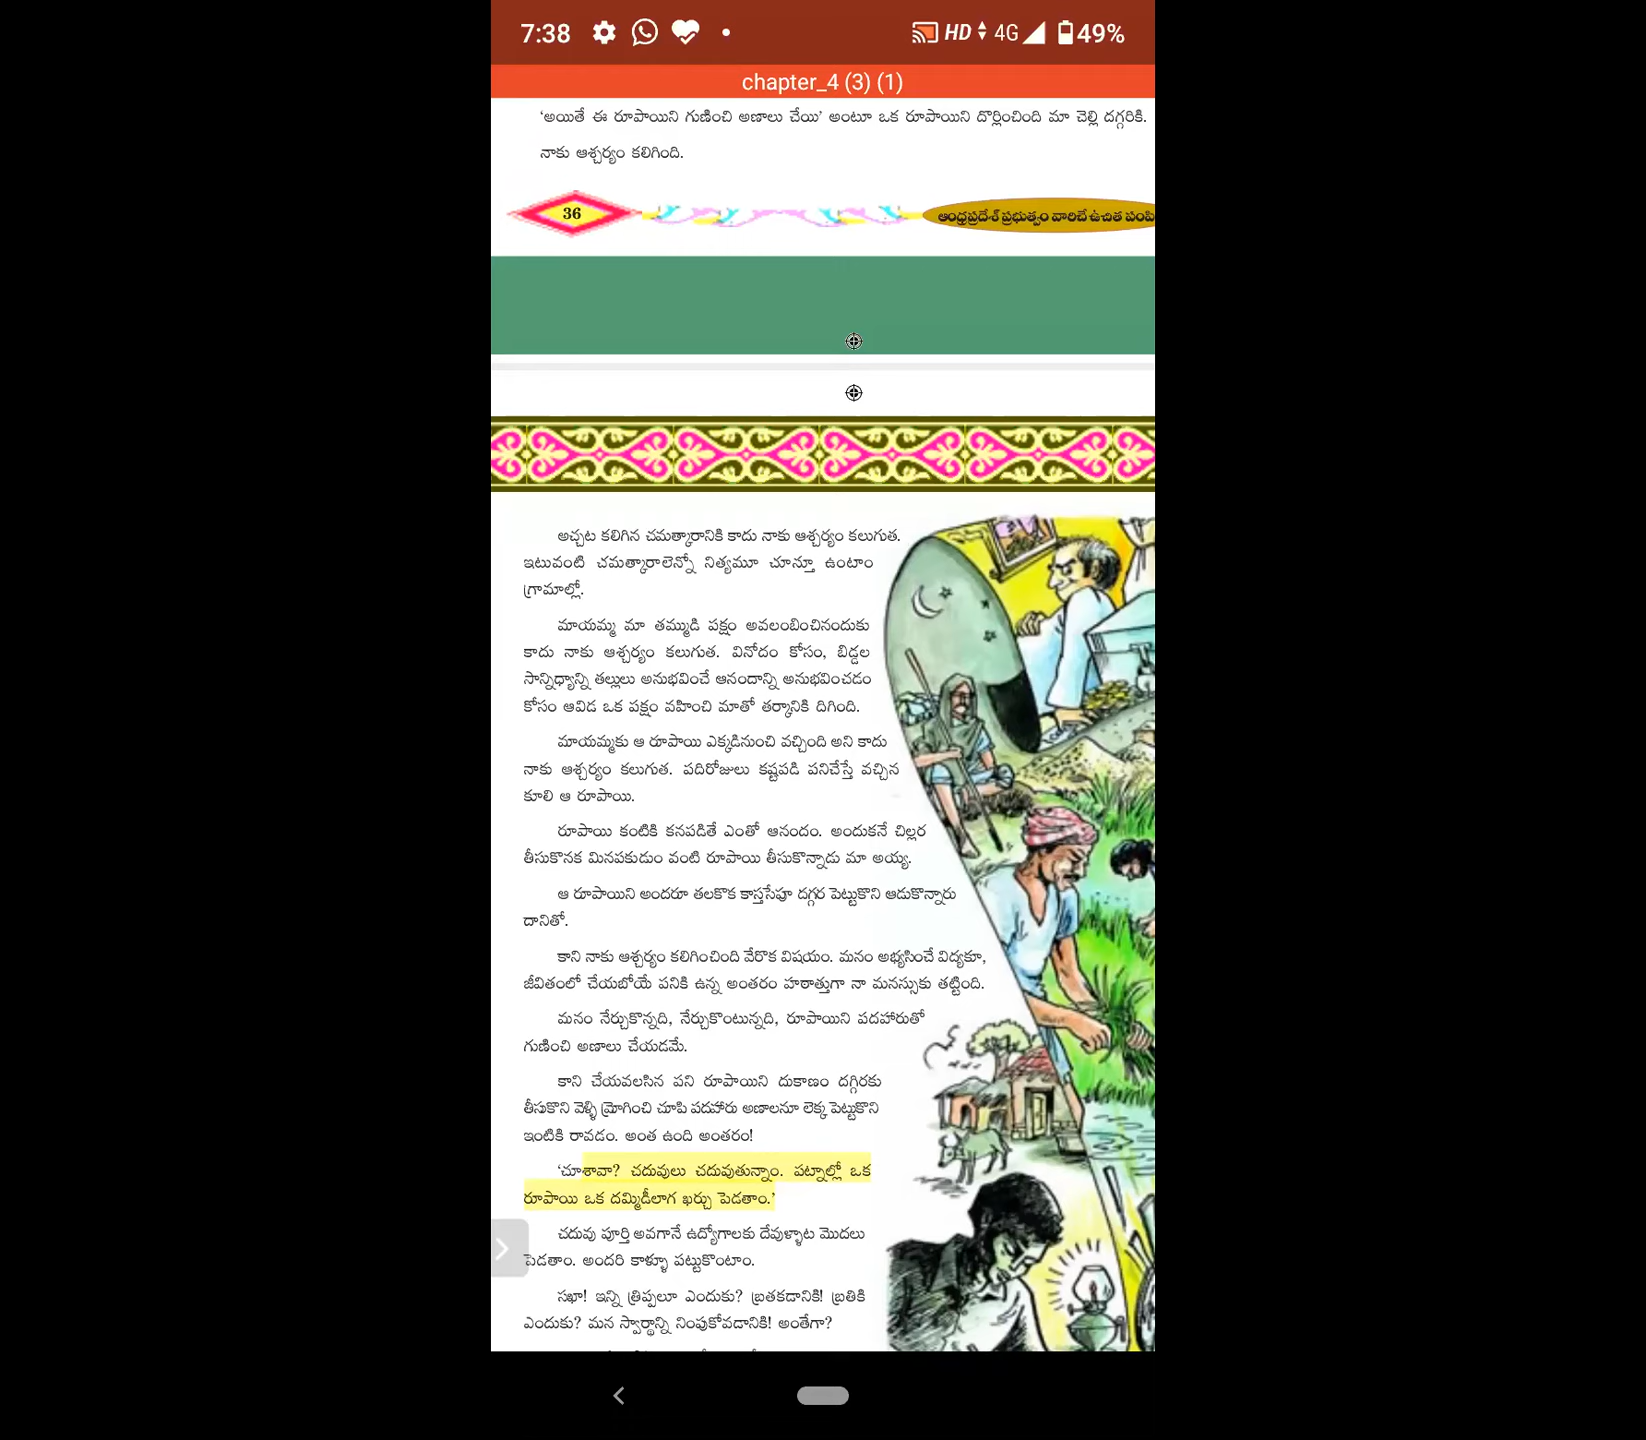 7:38 HD 4G 49%
chapter_4 (3) (1)
‘అయితే ఈ రూపాయిని గుణించి అణాలు చేయి’ అంటూ ఒక రూపాయిని దొర్లించింది మా చెల్లి దగ్గరికి.
నాకు ఆశ్చర్యం కలిగింది.
36
ఆంధ్రప్రదేశ్ ప్రభుత్వం వారిచే ఉచిత పంపి
అచ్చట కలిగిన చమత్కారానికి కాదు నాకు ఆశ్చర్యం కలుగుత.
ఇటువంటి చమత్కారాలెన్నో నిత్యమూ చూస్తూ ఉంటాం
గ్రామాల్లో.
మాయమ్మ మా తమ్ముడి పక్షం అవలంబించినందుకు
కాదు నాకు ఆశ్చర్యం కలుగుత. వినోదం కోసం, బిడ్డల
సాన్నిధ్యాన్ని తల్లులు అనుభవించే ఆనందాన్ని అనుభవించడం
కోసం ఆవిడ ఒక పక్షం వహించి మాతో తర్కానికి దిగింది.
మాయమ్మకు ఆ రూపాయి ఎక్కడినుంచి వచ్చింది అని కాదు
నాకు ఆశ్చర్యం కలుగుత. పదిరోజులు కష్టపడి పనిచేస్తే వచ్చిన
కూలి ఆ రూపాయి.
రూపాయి కంటికి కనపడితే ఎంతో ఆనందం. అందుకనే చిల్లర
తీసుకొనక మినపకుడుం వంటి రూపాయి తీసుకొన్నాడు మా అయ్య.
ఆ రూపాయిని అందరూ తలకొక కాస్తసేపూ దగ్గర పెట్టుకొని ఆడుకొన్నారు
దానితో.
కాని నాకు ఆశ్చర్యం కలిగించింది వేరొక విషయం. మనం అభ్యసించే విద్యకూ,
జీవితంలో చేయబోయే పనికి ఉన్న అంతరం హఠాత్తుగా నా మనస్సుకు తట్టింది.
మనం నేర్చుకొన్నది, నేర్చుకొంటున్నది, రూపాయిని పదహారుతో
గుణించి అణాలు చేయడమే.
కాని చేయవలసిన పని రూపాయిని దుకాణం దగ్గిరకు
తీసుకొని వెళ్ళి మ్రోగించి చూపి పదహారు అణాలనూ లెక్క పెట్టుకొని
ఇంటికి రావడం. అంత ఉంది అంతరం!
‘చూశావా? చదువులు చదువుతున్నాం. పట్నాల్లో ఒక
రూపాయి ఒక దమ్మిడీలాగ ఖర్చు పెడతాం.’
చదువు పూర్తి అవగానే ఉద్యోగాలకు దేవుళ్ళాట మొదలు
పెడతాం. అందరి కాళ్ళూ పట్టుకొంటాం.
సఖా! ఇన్ని త్రిప్పలూ ఎందుకు? బ్రతకడానికి! బ్రతికి
ఎందుకు? మన స్వార్థాన్ని నింపుకోవడానికి! అంతేగా?